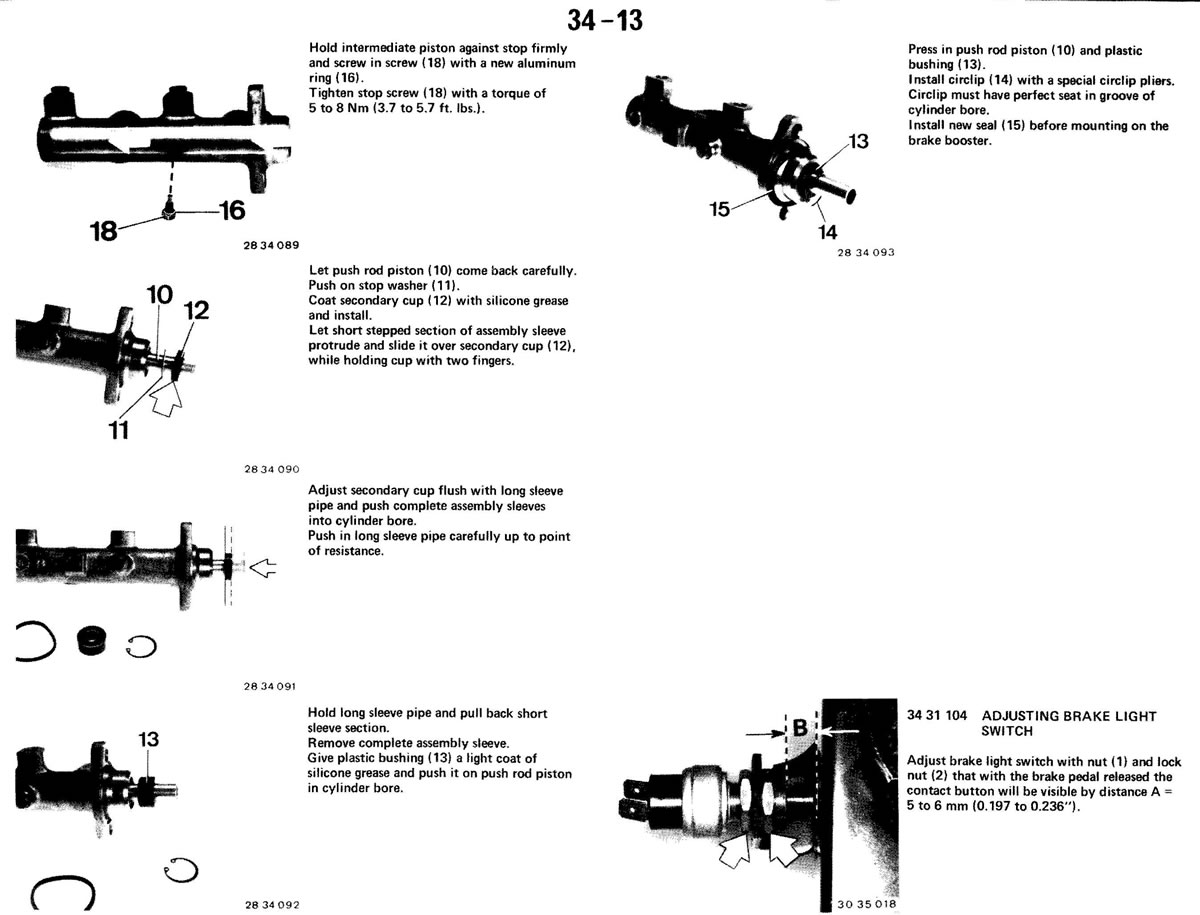 34-13
Hold intermediate piston against stop firmly
and screw in screw (18) with a new aluminum
ring (16).
Tighten stop screw (18) with a torque of
5 to 8 Nm (3.7 to 5.7 ft. lbs.).
16
18
28 34 089
Let push rod piston (10) come back carefully.
Push on stop washer (11).
Coat secondary cup (12) with silicone grease
and install.
Let short stepped section of assembly sleeve
protrude and slide it over secondary cup (12),
while holding cup with two fingers.
10
12
11
28 34 090
Adjust secondary cup flush with long sleeve
pipe and push complete assembly sleeves
into cylinder bore.
Push in long sleeve pipe carefully up to point
of resistance.
28 34 091
Hold long sleeve pipe and pull back short
sleeve section.
Remove complete assembly sleeve.
Give plastic bushing (13) a light coat of
silicone grease and push it on push rod piston
in cylinder bore.
13
28 34 092
Press in push rod piston (10) and plastic
bushing (13).
Install circlip (14) with a special circlip pliers.
Circlip must have perfect seat in groove of
cylinder bore.
Install new seal (15) before mounting on the
brake booster.
13
15
14
28 34 093
34 31 104 ADJUSTING BRAKE LIGHT
SWITCH
Adjust brake light switch with nut (1) and lock
nut (2) that with the brake pedal released the
contact button will be visible by distance A =
5 to 6 mm (0.197 to 0.236").
B
30 35 018